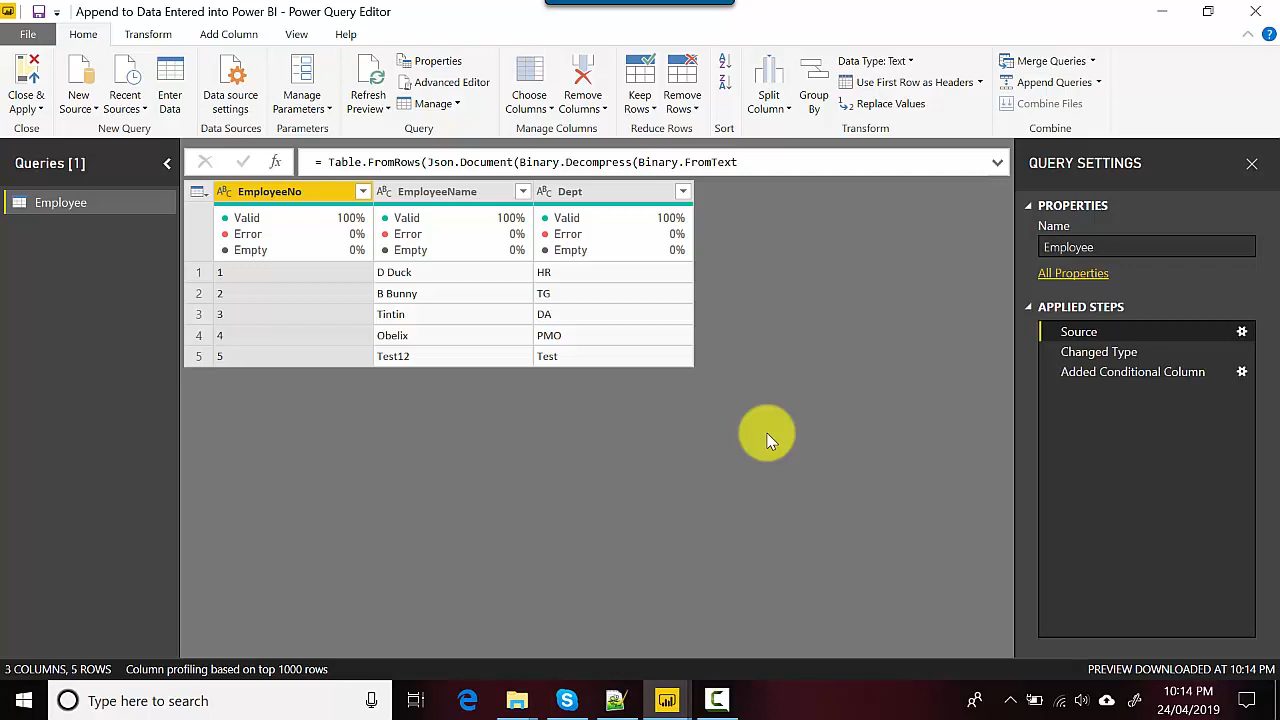 Append to Data Entered into Power BI - Power Query Editor
File Home Transform Add Column View Help
Close & Apply
New Source
Recent Sources
Enter Data
Data source settings
Manage Parameters
Refresh Preview
Properties
Advanced Editor
Manage
Choose Columns
Remove Columns
Keep Rows
Remove Rows
Split Column
Group By
Data Type: Text
Use First Row as Headers
Replace Values
Merge Queries
Append Queries
Combine Files
Close New Query Data Sources Parameters Query Manage Columns Reduce Rows Sort Transform Combine
Queries [1]
Employee
fx = Table.FromRows(Json.Document(Binary.Decompress(Binary.FromText
EmployeeNo EmployeeName Dept
Valid 100% Valid 100% Valid 100%
Error 0% Error 0% Error 0%
Empty 0% Empty 0% Empty 0%
1 1 D Duck HR
2 2 B Bunny TG
3 3 Tintin DA
4 4 Obelix PMO
5 5 Test12 Test
QUERY SETTINGS
PROPERTIES
Name
Employee
All Properties
APPLIED STEPS
Source
Changed Type
Added Conditional Column
3 COLUMNS, 5 ROWS Column profiling based on top 1000 rows PREVIEW DOWNLOADED AT 10:14 PM
Type here to search
10:14 PM
24/04/2019